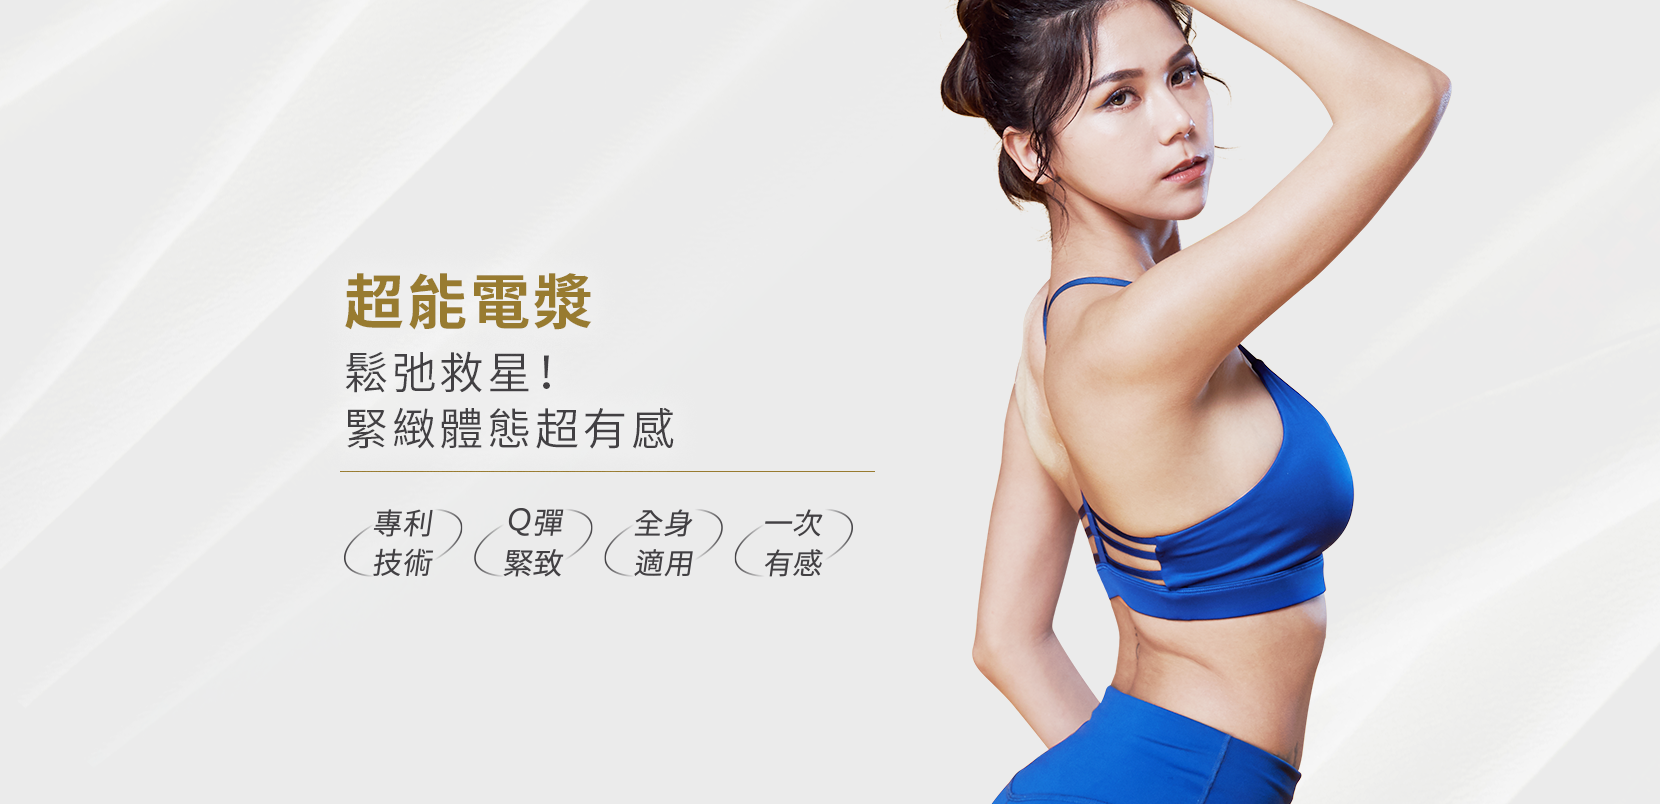 超能電漿
鬆弛救星！
緊緻體態超有感
專利
技術
Q彈
緊致
全身
適用
一次
有感